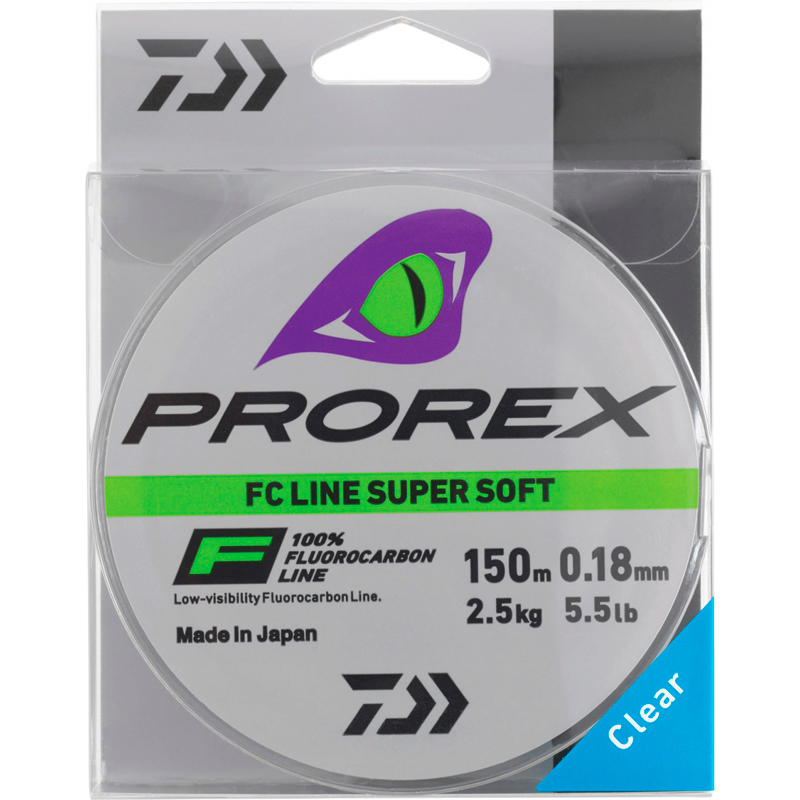 PROREX
FC LINE SUPER SOFT
F 100%
FLUOROCARBON
LINE
Low-visibility Fluorocarbon Line.
Made In Japan
150m 0.18mm
2.5kg 5.5lb
Clear